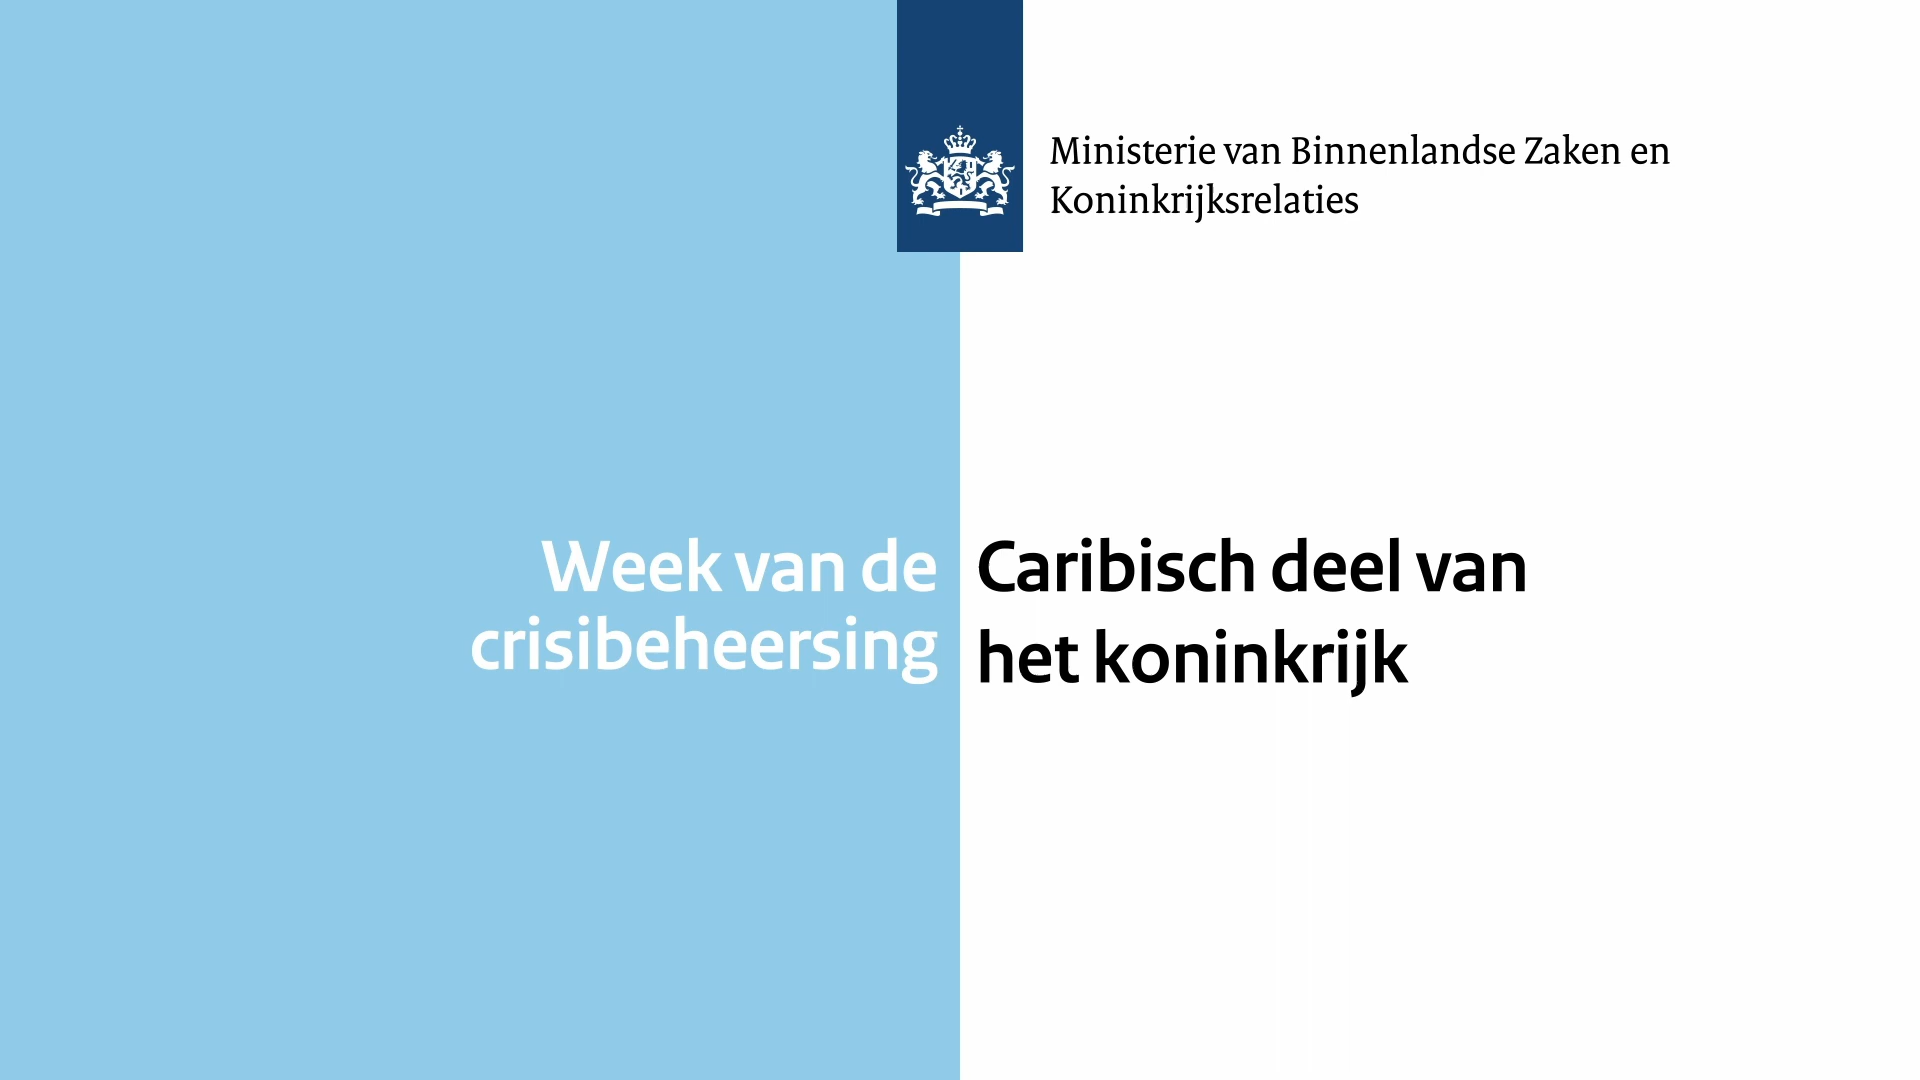 Ministerie van Binnenlandse Zaken en
Koninkrijksrelaties
Week van de
crisibeheersing
Caribisch deel van
het koninkrijk